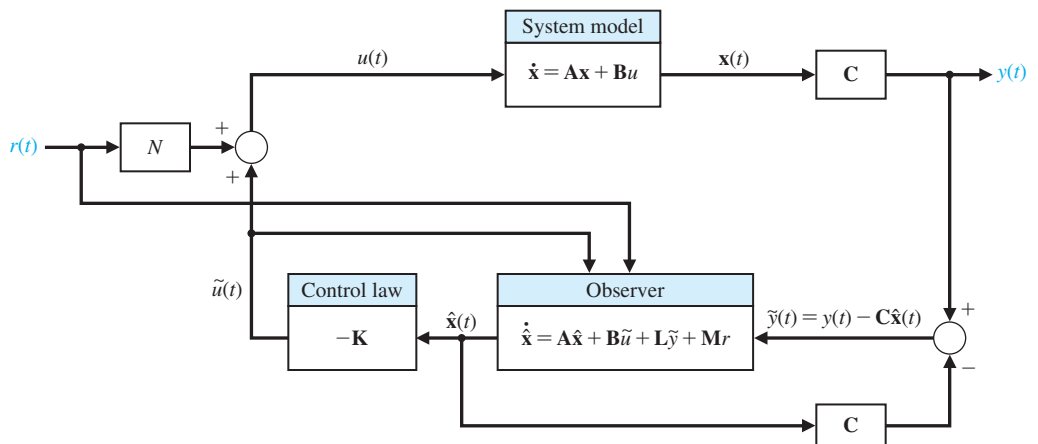 System model
u(t)
ẋ = Ax + Bu
x(t)
C
y(t)
r(t)
N
+
+
ũ(t)
Control law
−K
x̂(t)
Observer
x̂̇ = Ax̂ + Bũ + Lỹ + Mr
ỹ(t) = y(t) − Cx̂(t)
+
−
C